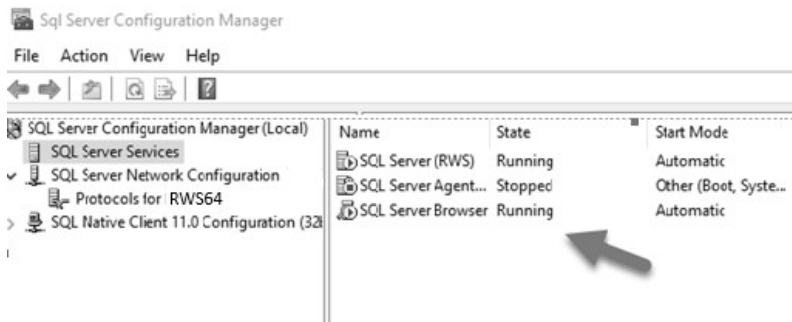 Sql Server Configuration Manager
File Action View Help
SQL Server Configuration Manager (Local)
SQL Server Services
SQL Server Network Configuration
Protocols for RWS64
SQL Native Client 11.0 Configuration (32
Name State Start Mode
SQL Server (RWS) Running Automatic
SQL Server Agent... Stopped Other (Boot, Syste...
SQL Server Browser Running Automatic